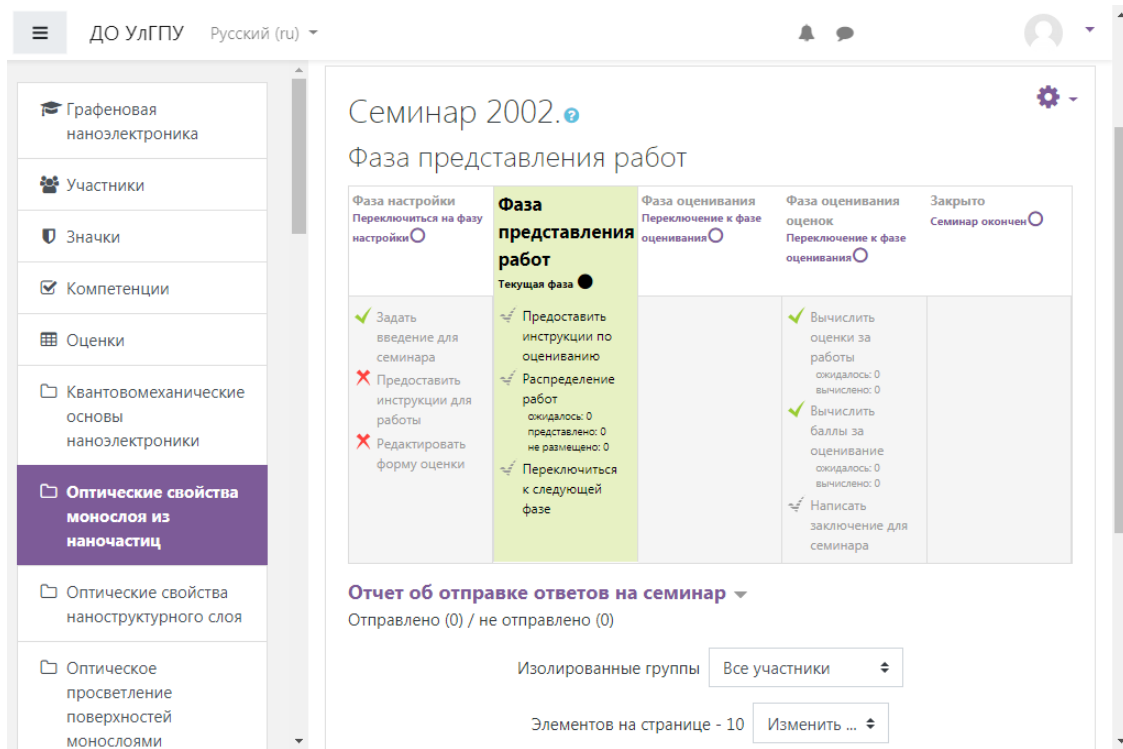 ДО УлГПУ Русский (ru)
Графеновая
наноэлектроника
Участники
Значки
Компетенции
Оценки
Квантовомеханические
основы
наноэлектроники
Оптические свойства
монослоя из
наночастиц
Оптические свойства
наноструктурного слоя
Оптическое
просветление
поверхностей
монослоями
Семинар 2002.
Фаза представления работ
Фаза настройки
Переключиться на фазу
настройки
Задать
введение для
семинара
Предоставить
инструкции для
работы
Редактировать
форму оценки
Фаза
представления
работ
Текущая фаза
Предоставить
инструкции по
оцениванию
Распределение
работ
ожидалось: 0
представлено: 0
не размещено: 0
Переключиться
к следующей
фазе
Фаза оценивания
Переключение к фазе
оценивания
Фаза оценивания
оценок
Переключение к фазе
оценивания
Вычислить
оценки за
работы
ожидалось: 0
вычислено: 0
Вычислить
баллы за
оценивание
ожидалось: 0
вычислено: 0
Написать
заключение для
семинара
Закрыто
Семинар окончен
Отчет об отправке ответов на семинар
Отправлено (0) / не отправлено (0)
Изолированные группы Все участники
Элементов на странице - 10 Изменить ...